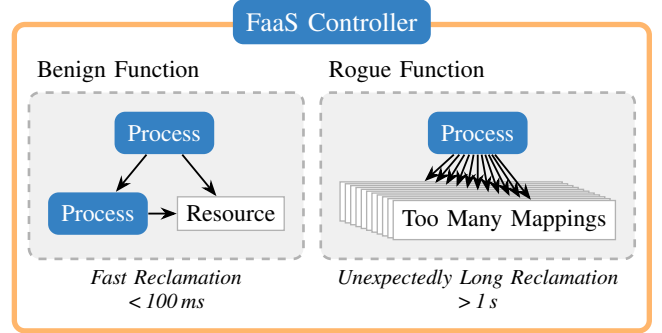 FaaS Controller
Benign Function
Process
Process
Resource
Fast Reclamation
< 100 ms
Rogue Function
Process
Too Many Mappings
Unexpectedly Long Reclamation
> 1 s